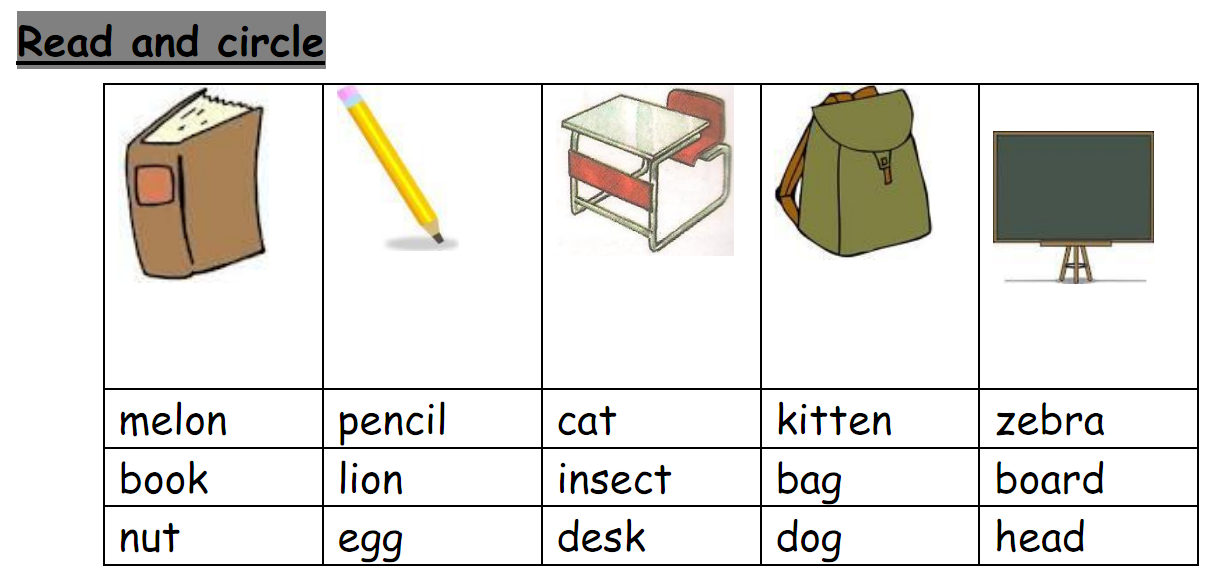 Read and circle
melon pencil cat kitten zebra
book lion insect bag board
nut egg desk dog head